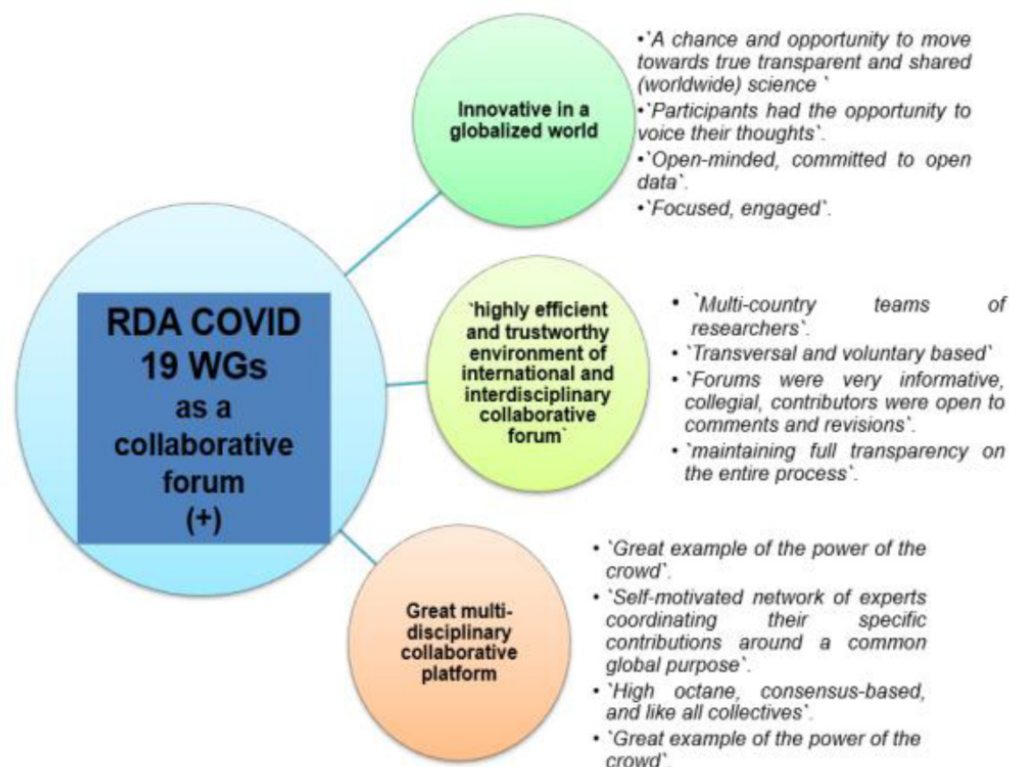 RDA COVID
19 WGs
as a
collaborative
forum
(+)
Innovative in a
globalized world
•`A chance and opportunity to move
towards true transparent and shared
(worldwide) science `
•`Participants had the opportunity to
voice their thoughts`.
•`Open-minded, committed to open
data`.
•`Focused, engaged`.
`highly efficient
and trustworthy
environment of
international and
interdisciplinary
collaborative
forum`
• `Multi-country teams of
researchers`.
• `Transversal and voluntary based`
• `Forums were very informative,
collegial, contributors were open to
comments and revisions`.
• `maintaining full transparency on
the entire process`.
Great multi-
disciplinary
collaborative
platform
• `Great example of the power of the
crowd`.
• `Self-motivated network of experts
coordinating their specific
contributions around a common
global purpose`.
• `High octane, consensus-based,
and like all collectives`.
• `Great example of the power of the
crowd`.